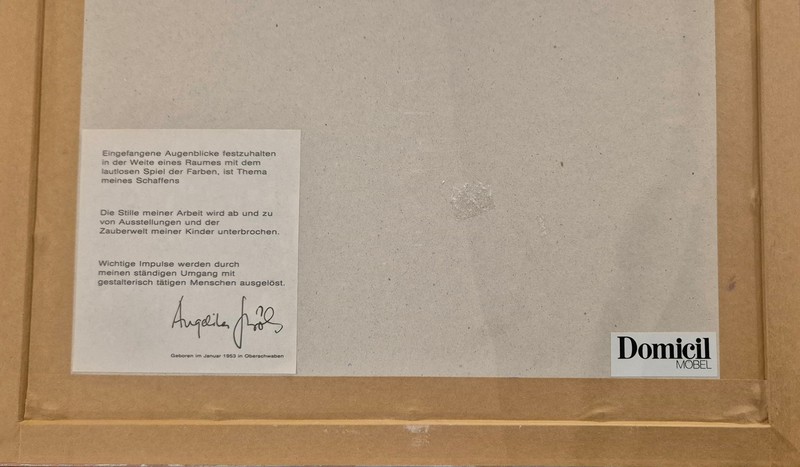 Eingefangene Augenblicke festzuhalten
in der Weite eines Raumes mit dem
lautlosen Spiel der Farben, ist Thema
meines Schaffens
Die Stille meiner Arbeit wird ab und zu
von Ausstellungen und der
Zauberwelt meiner Kinder unterbrochen.
Wichtige Impulse werden durch
meinen ständigen Umgang mit
gestalterisch tätigen Menschen ausgelöst.
Angelika
Geboren im Januar 1953 in Oberschwaben
Domicil
MÖBEL